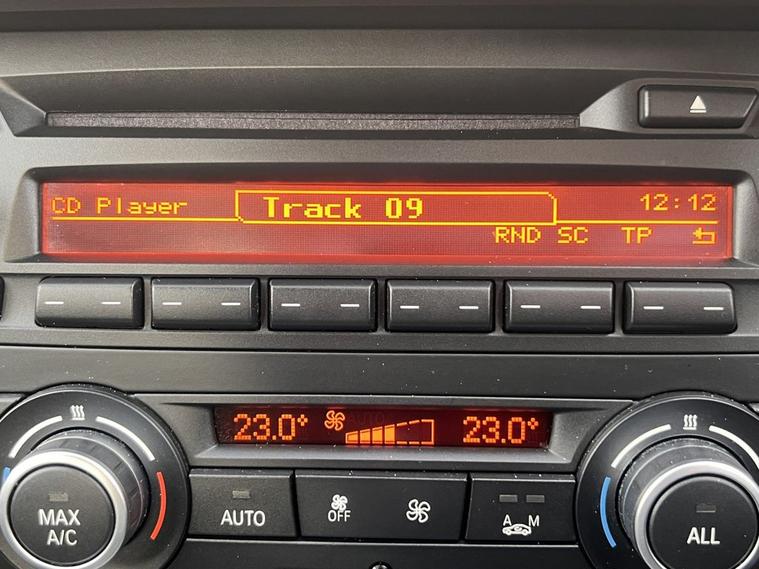 CD Player Track 09 12:12
RND SC TP
23.0° 23.0°
MAX
A/C
AUTO
OFF
A M
ALL